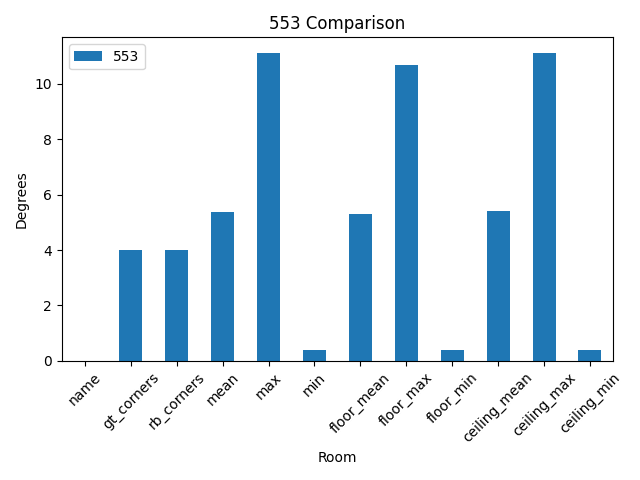 553 Comparison
553
Degrees
10
8
6
4
2
0
name
gt_corners
rb_corners
mean
max
min
floor_mean
floor_max
floor_min
ceiling_mean
ceiling_max
ceiling_min
Room